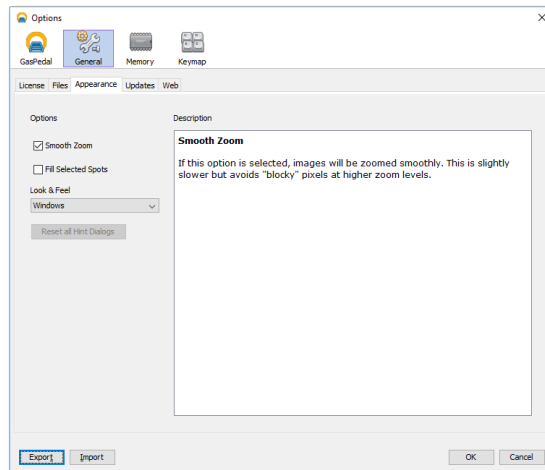 Options
GasPedal General Memory Keymap
License Files Appearance Updates Web
Options
Smooth Zoom
Fill Selected Spots
Look & Feel
Windows
Reset all Hint Dialogs
Description
Smooth Zoom
If this option is selected, images will be zoomed smoothly. This is slightly
slower but avoids "blocky" pixels at higher zoom levels.
Export Import OK Cancel